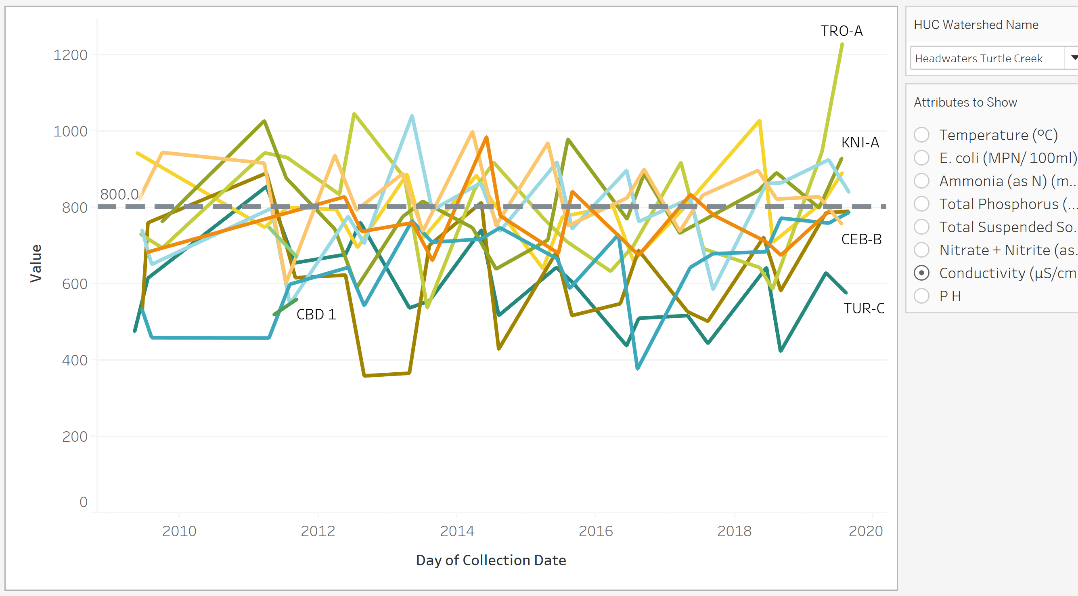 TRO-A
1200
1000
KNI-A
800.0
800
CEB-B
600
CBD 1
TUR-C
400
200
0
2010
2012
2014
2016
2018
2020
Value
Day of Collection Date
HUC Watershed Name
Headwaters Turtle Creek
Attributes to Show
Temperature (ºC)
E. coli (MPN/ 100ml)
Ammonia (as N) (m...
Total Phosphorus (...
Total Suspended So..
Nitrate + Nitrite (as.
Conductivity (µS/cm
P H